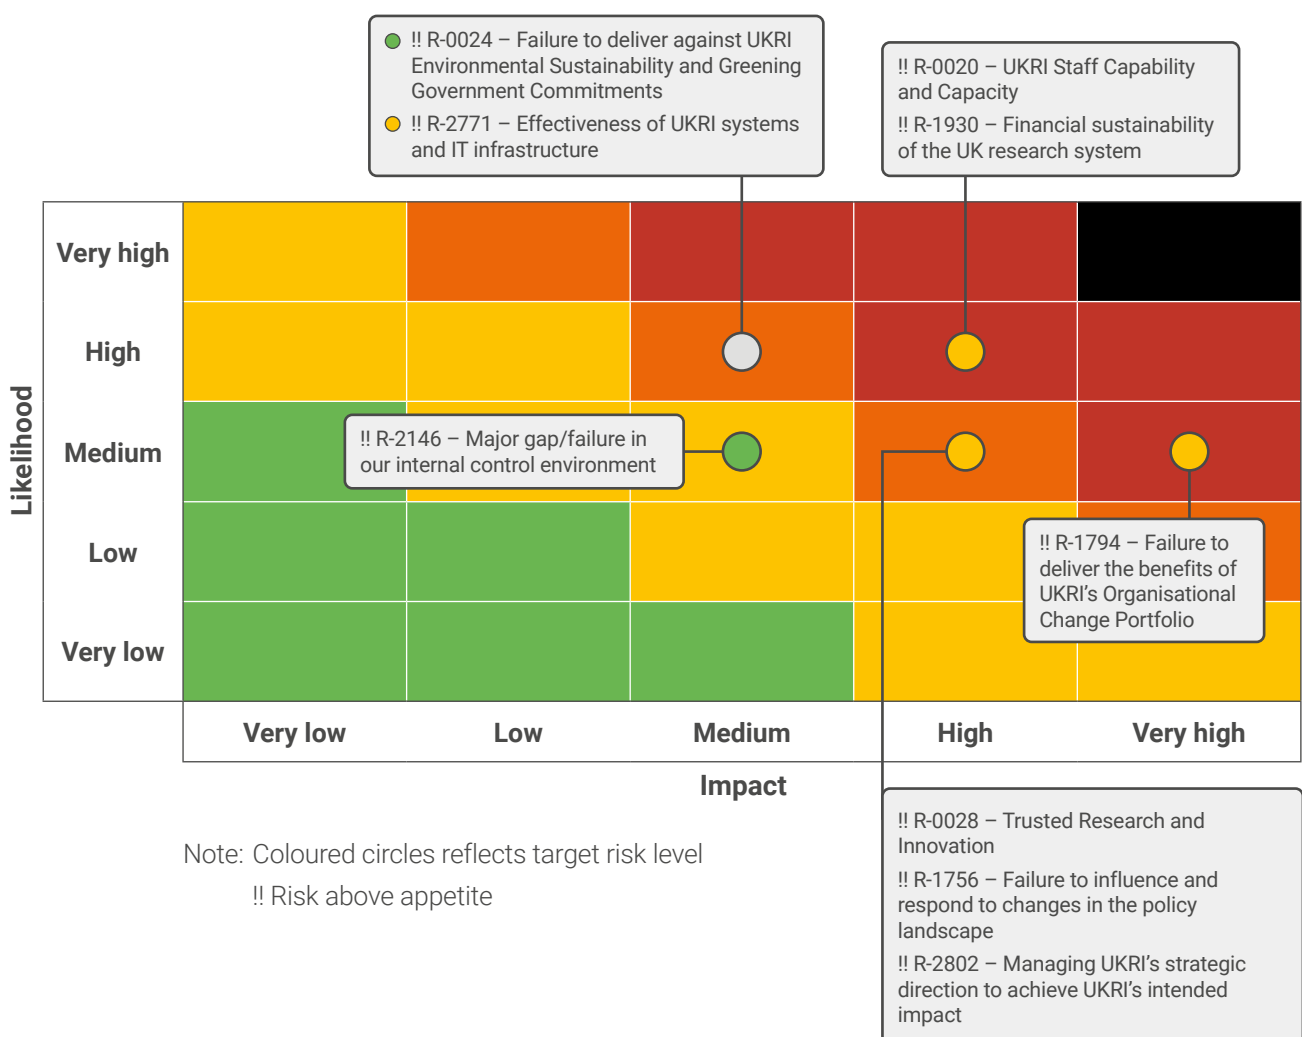 !! R-0024 – Failure to deliver against UKRI
Environmental Sustainability and Greening
Government Commitments
!! R-2771 – Effectiveness of UKRI systems
and IT infrastructure
!! R-0020 – UKRI Staff Capability
and Capacity
!! R-1930 – Financial sustainability
of the UK research system
Likelihood
Very high
High
Medium
Low
Very low
!! R-2146 – Major gap/failure in
our internal control environment
!! R-1794 – Failure to
deliver the benefits of
UKRI’s Organisational
Change Portfolio
Very low
Low
Medium
High
Very high
Impact
Note: Coloured circles reflects target risk level
!! Risk above appetite
!! R-0028 – Trusted Research and
Innovation
!! R-1756 – Failure to influence and
respond to changes in the policy
landscape
!! R-2802 – Managing UKRI’s strategic
direction to achieve UKRI’s intended
impact